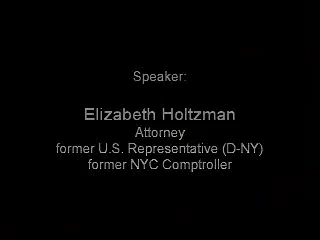 Speaker:
Elizabeth Holtzman
Attorney
former U.S. Representative (D-NY)
former NYC Comptroller